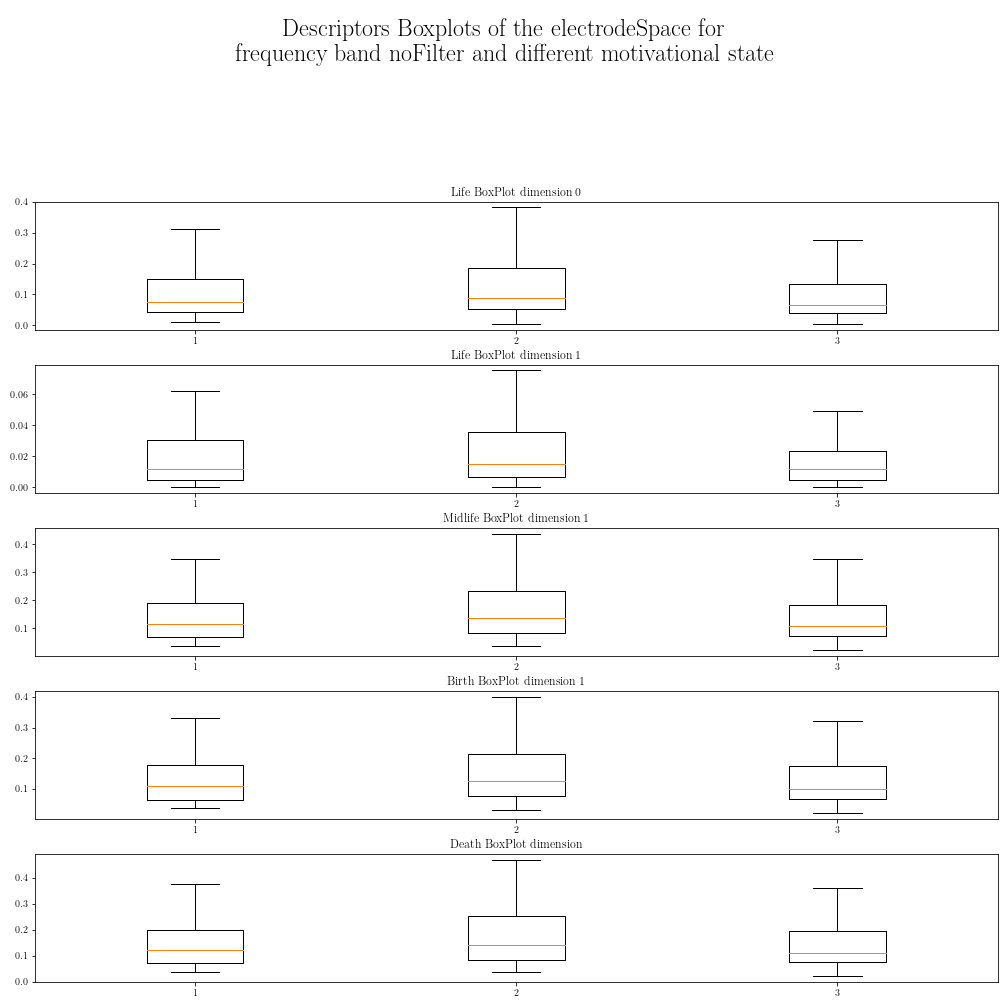 Descriptors Boxplots of the electrodeSpace for
frequency band noFilter and different motivational state
Life BoxPlot dimension 0
0.4
0.3
0.2
0.1
0.0
1 2 3
Life BoxPlot dimension 1
0.06
0.04
0.02
0.00
1 2 3
Midlife BoxPlot dimension 1
0.4
0.3
0.2
0.1
1 2 3
Birth BoxPlot dimension 1
0.4
0.3
0.2
0.1
1 2 3
Death BoxPlot dimension
0.4
0.3
0.2
0.1
0.0
1 2 3